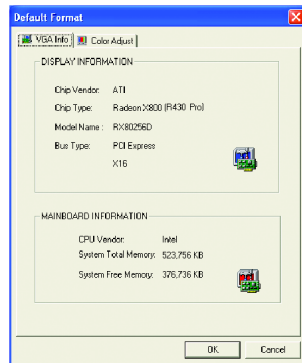 Default Format
VGA Info
Color Adjust
DISPLAY INFORMATION
Chip Vendor: ATI
Chip Type: Radeon X800 (R430 Pro)
Model Name : RX80256D
Bus Type: PCI Express
X16
MAINBOARD INFORMATION
CPU Vendor: Intel
System Total Memory: 523,756 KB
System Free Memory: 376,736 KB
OK
Cancel